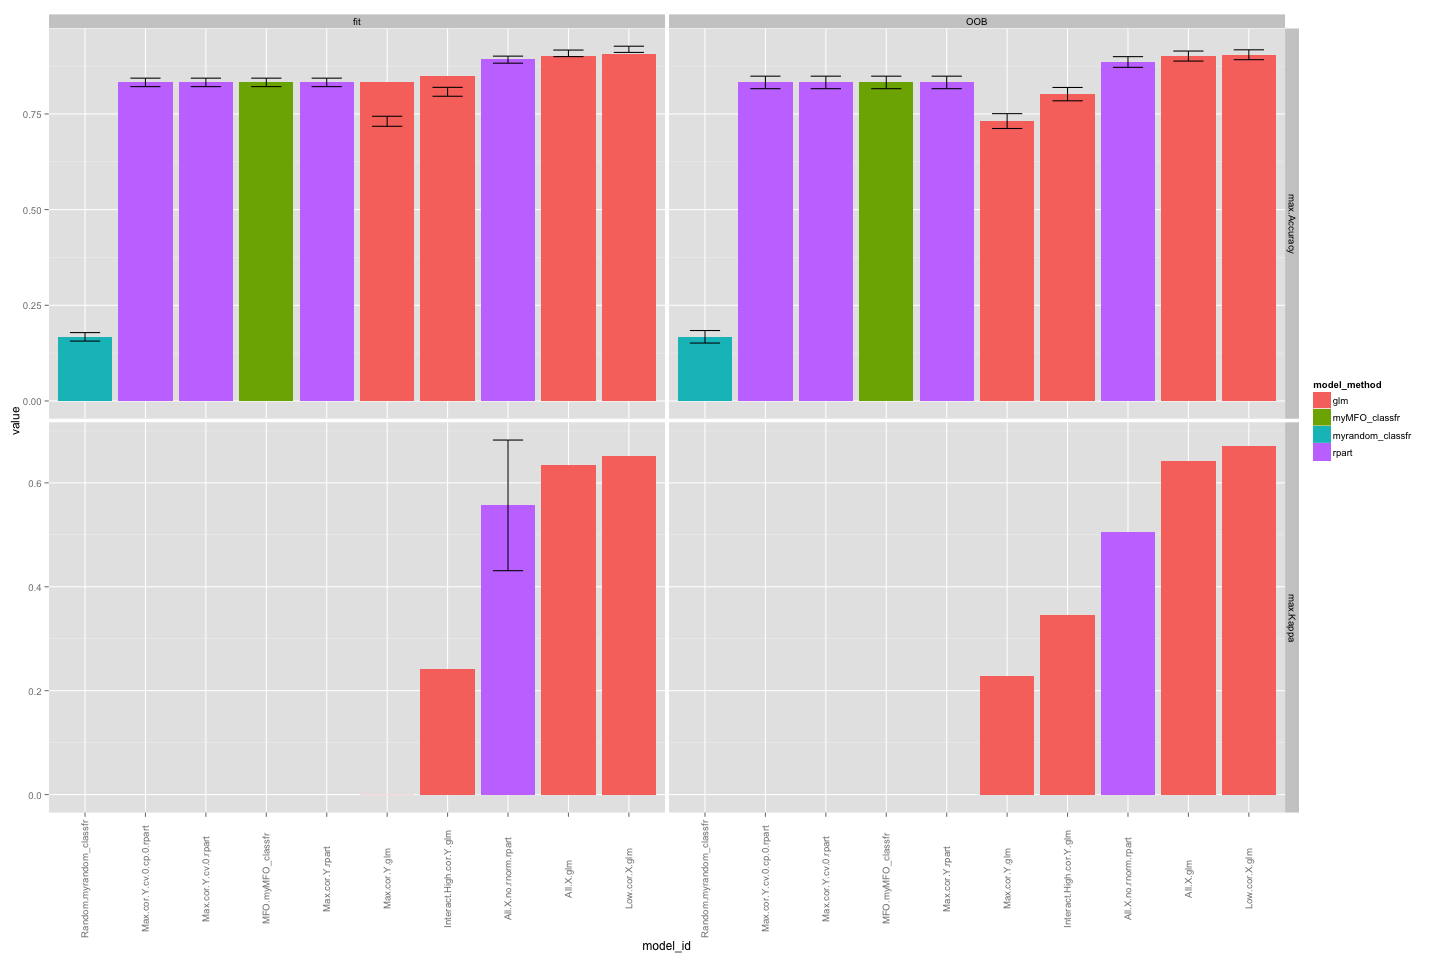 fit
OOB
0.75
0.50
0.25
0.00
max.Accuracy
value
0.6
0.4
0.2
0.0
max.Kappa
Random.myrandom_classfr
Max.cor.Y.cv.0.cp.0.rpart
Max.cor.Y.cv.0.rpart
MFO.myMFO_classfr
Max.cor.Y.rpart
Max.cor.Y.glm
Interact.High.cor.Y.glm
All.X.no.rnorm.rpart
All.X.glm
Low.cor.X.glm
Random.myrandom_classfr
Max.cor.Y.cv.0.cp.0.rpart
Max.cor.Y.cv.0.rpart
MFO.myMFO_classfr
Max.cor.Y.rpart
Max.cor.Y.glm
Interact.High.cor.Y.glm
All.X.no.rnorm.rpart
All.X.glm
Low.cor.X.glm
model_id
model_method
glm
myMFO_classfr
myrandom_classfr
rpart